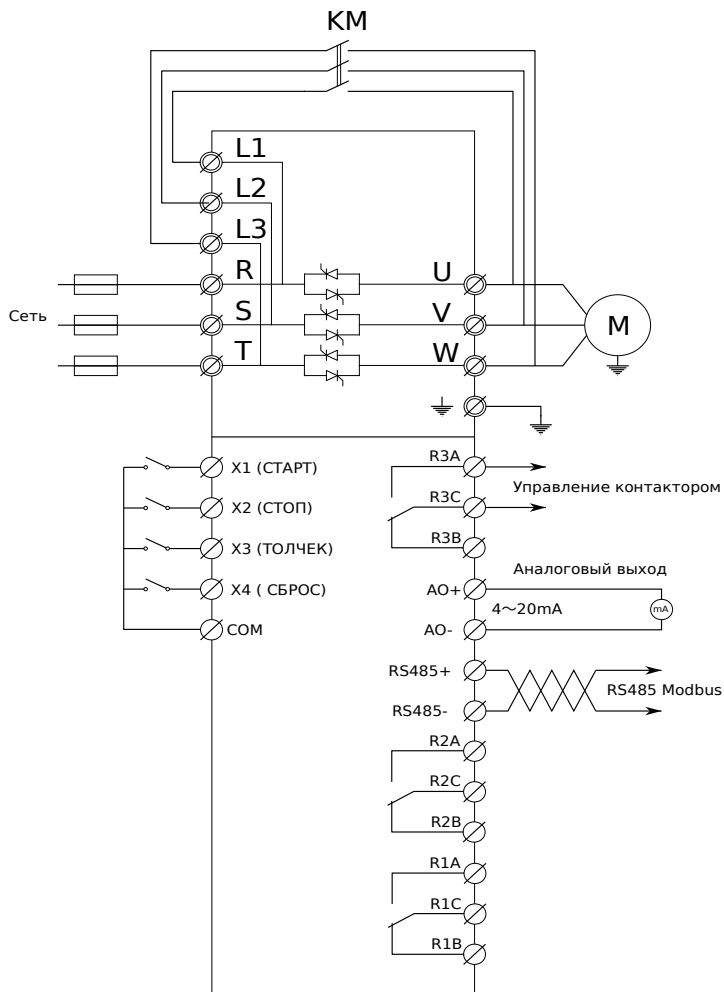 KM
L1
L2
L3
R
S
T
U
V
W
Сеть
M
X1 (СТАРТ)
X2 (СТОП)
X3 (ТОЛЧЕК)
X4 ( СБРОС)
COM
R3A
R3C
R3B
Управление контактором
Аналоговый выход
AO+
4～20mA
mA
AO-
RS485+
RS485 Modbus
RS485-
R2A
R2C
R2B
R1A
R1C
R1B